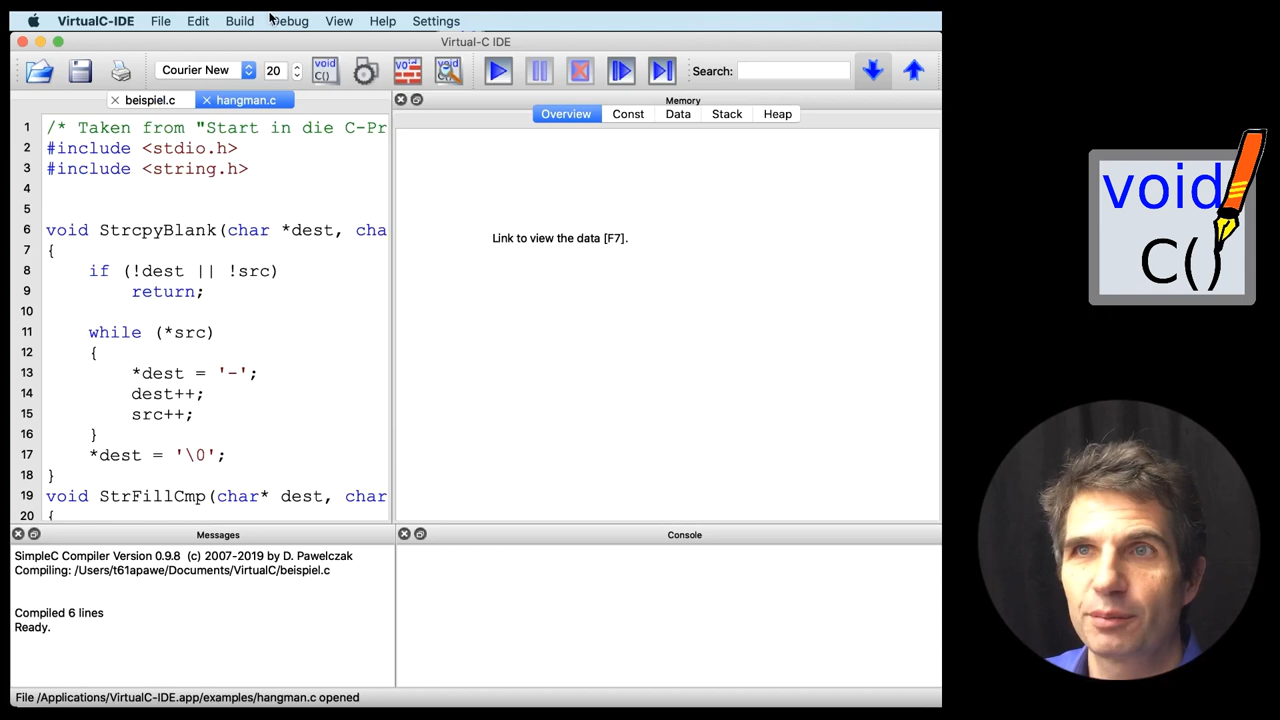 VirtualC-IDE File Edit Build Debug View Help Settings
Virtual-C IDE
Courier New 20 void C() void C() Search:
beispiel.c hangman.c
Memory
Overview Const Data Stack Heap
1 /* Taken from "Start in die C-Pr
2 #include <stdio.h>
3 #include <string.h>
4
5
6 void StrcpyBlank(char *dest, cha
7 {
8 if (!dest || !src)
9 return;
10
11 while (*src)
12 {
13 *dest = '-';
14 dest++;
15 src++;
16 }
17 *dest = '\0';
18 }
19 void StrFillCmp(char* dest, char
20 {
Link to view the data [F7].
Messages
SimpleC Compiler Version 0.9.8 (c) 2007-2019 by D. Pawelczak
Compiling: /Users/t61apawe/Documents/VirtualC/beispiel.c
Compiled 6 lines
Ready.
Console
File /Applications/VirtualC-IDE.app/examples/hangman.c opened
void
C()